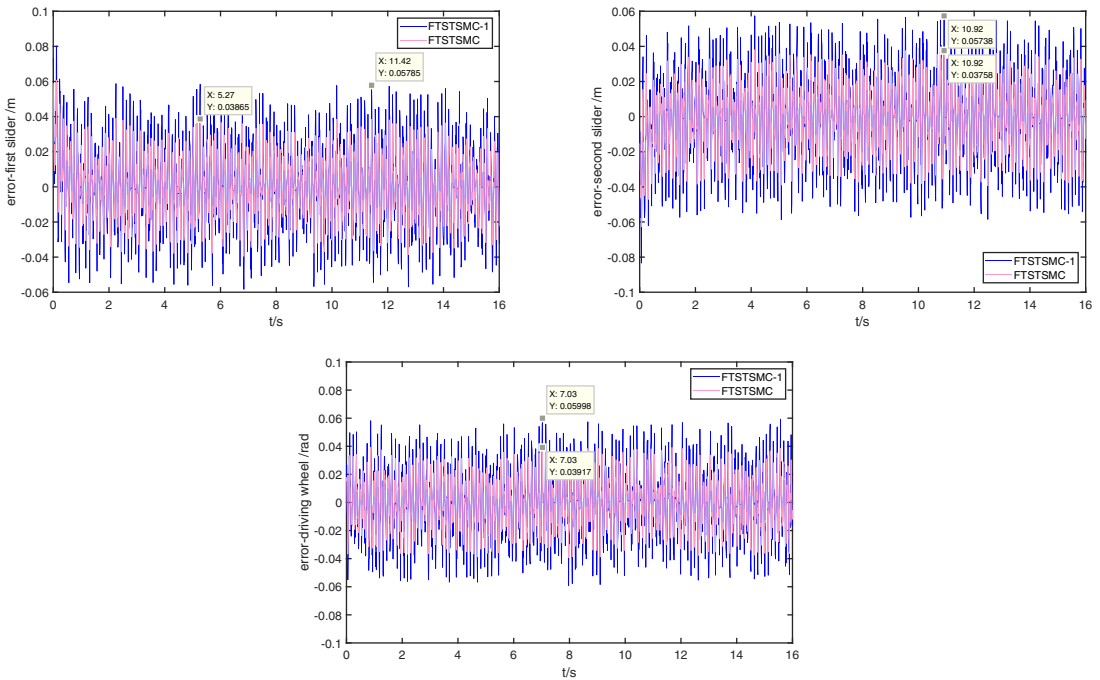 0.1
0.08
0.06
0.04
0.02
0
-0.02
-0.04
-0.06
error-first slider /m
FTSTSMC-1
FTSTSMC
X: 11.42
Y: 0.05785
X: 5.27
Y: 0.03865
0 2 4 6 8 10 12 14 16
t/s
0.06
0.04
0.02
0
-0.02
-0.04
-0.06
-0.08
-0.1
error-second slider /m
X: 10.92
Y: 0.05738
X: 10.92
Y: 0.03758
FTSTSMC-1
FTSTSMC
0 2 4 6 8 10 12 14 16
t/s
0.1
0.08
0.06
0.04
0.02
0
-0.02
-0.04
-0.06
-0.08
-0.1
error-driving wheel /rad
FTSTSMC-1
FTSTSMC
X: 7.03
Y: 0.05998
X: 7.03
Y: 0.03917
0 2 4 6 8 10 12 14 16
t/s